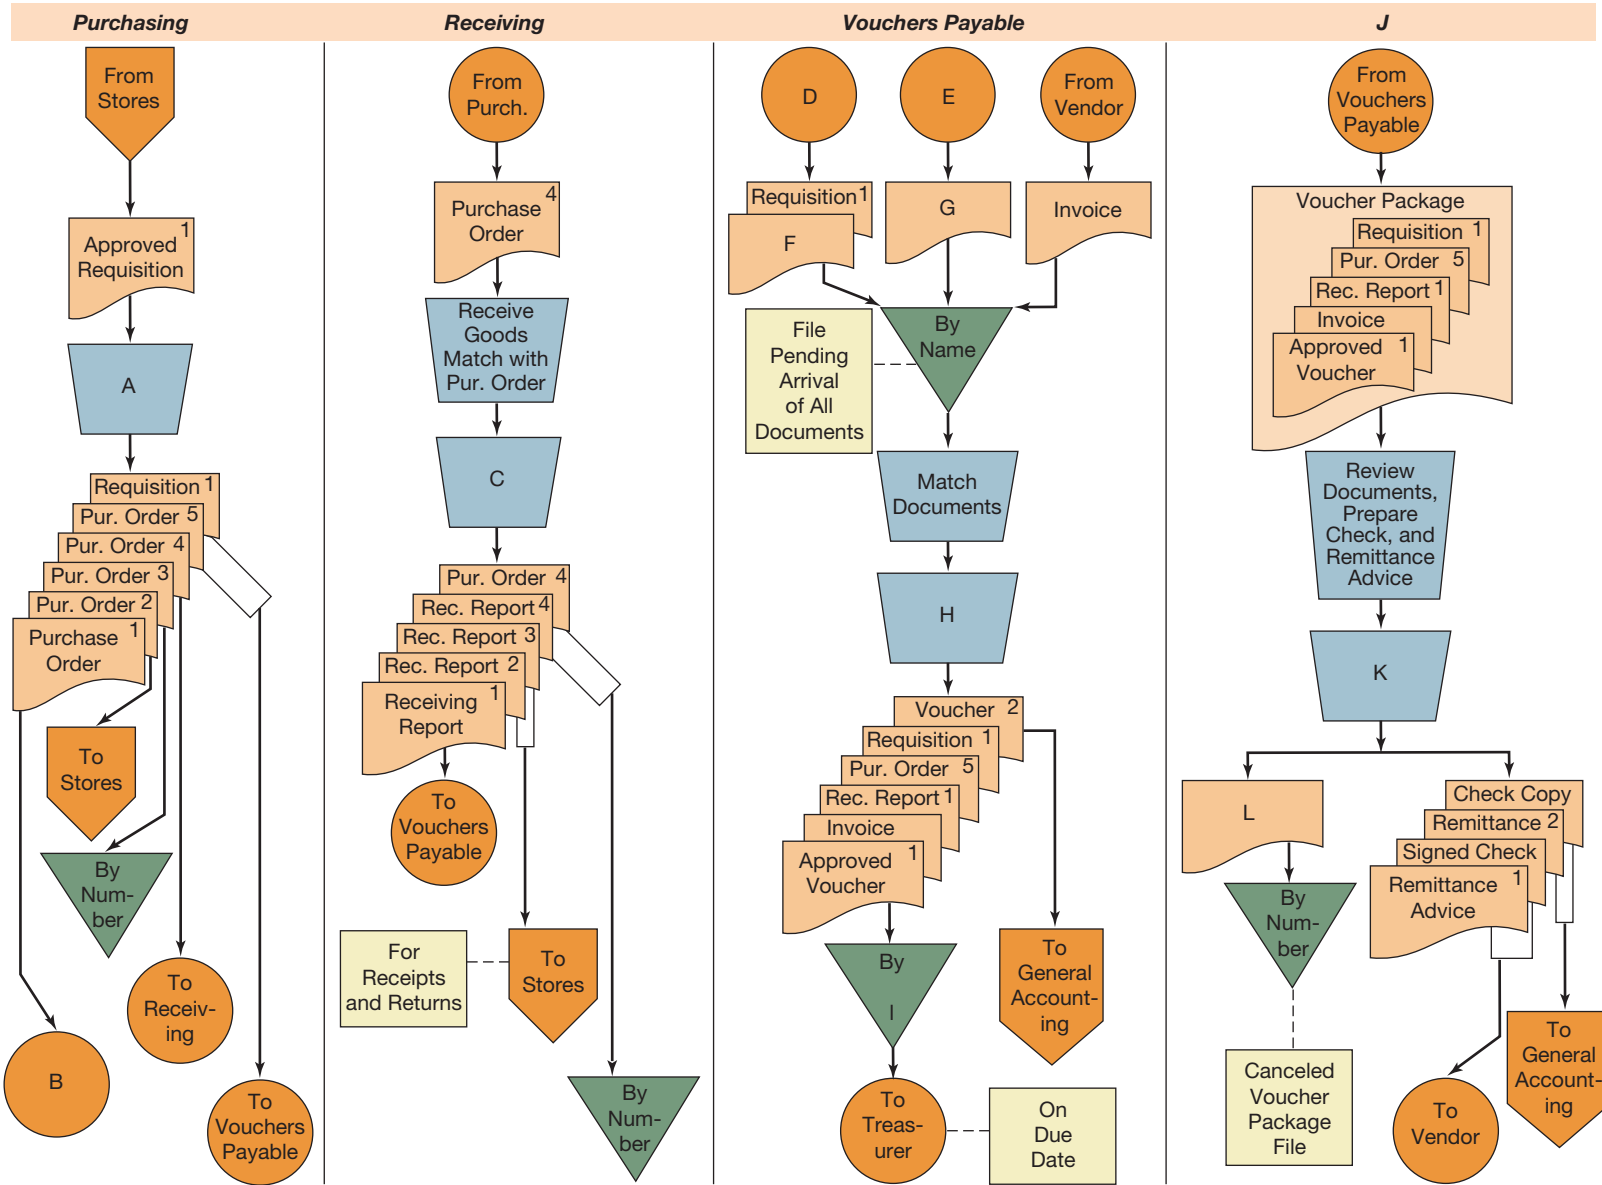 Purchasing
From
Stores
Approved 1
Requisition
A
Requisition 1
Pur. Order 5
Pur. Order 4
Pur. Order 3
Pur. Order 2
Purchase 1
Order
To
Stores
By
Num-
ber
To
Receiv-
ing
B
To
Vouchers
Payable
Receiving
From
Purch.
Purchase 4
Order
Receive
Goods
Match with
Pur. Order
C
Pur. Order 4
Rec. Report 4
Rec. Report 3
Rec. Report 2
Receiving 1
Report
To
Vouchers
Payable
For
Receipts
and Returns
To
Stores
By
Num-
ber
Vouchers Payable
D
E
From
Vendor
Requisition 1
F
G
Invoice
File
Pending
Arrival
of All
Documents
By
Name
Match
Documents
H
Voucher 2
Requisition 1
Pur. Order 5
Rec. Report 1
Invoice
Approved 1
Voucher
By
I
To
General
Account-
ing
To
Treas-
urer
On
Due
Date
J
From
Vouchers
Payable
Voucher Package
Requisition 1
Pur. Order 5
Rec. Report 1
Invoice
Approved 1
Voucher
Review
Documents,
Prepare
Check, and
Remittance
Advice
K
L
By
Num-
ber
Canceled
Voucher
Package
File
Check Copy
Remittance 2
Signed Check
Remittance 1
Advice
To
Vendor
To
General
Account-
ing